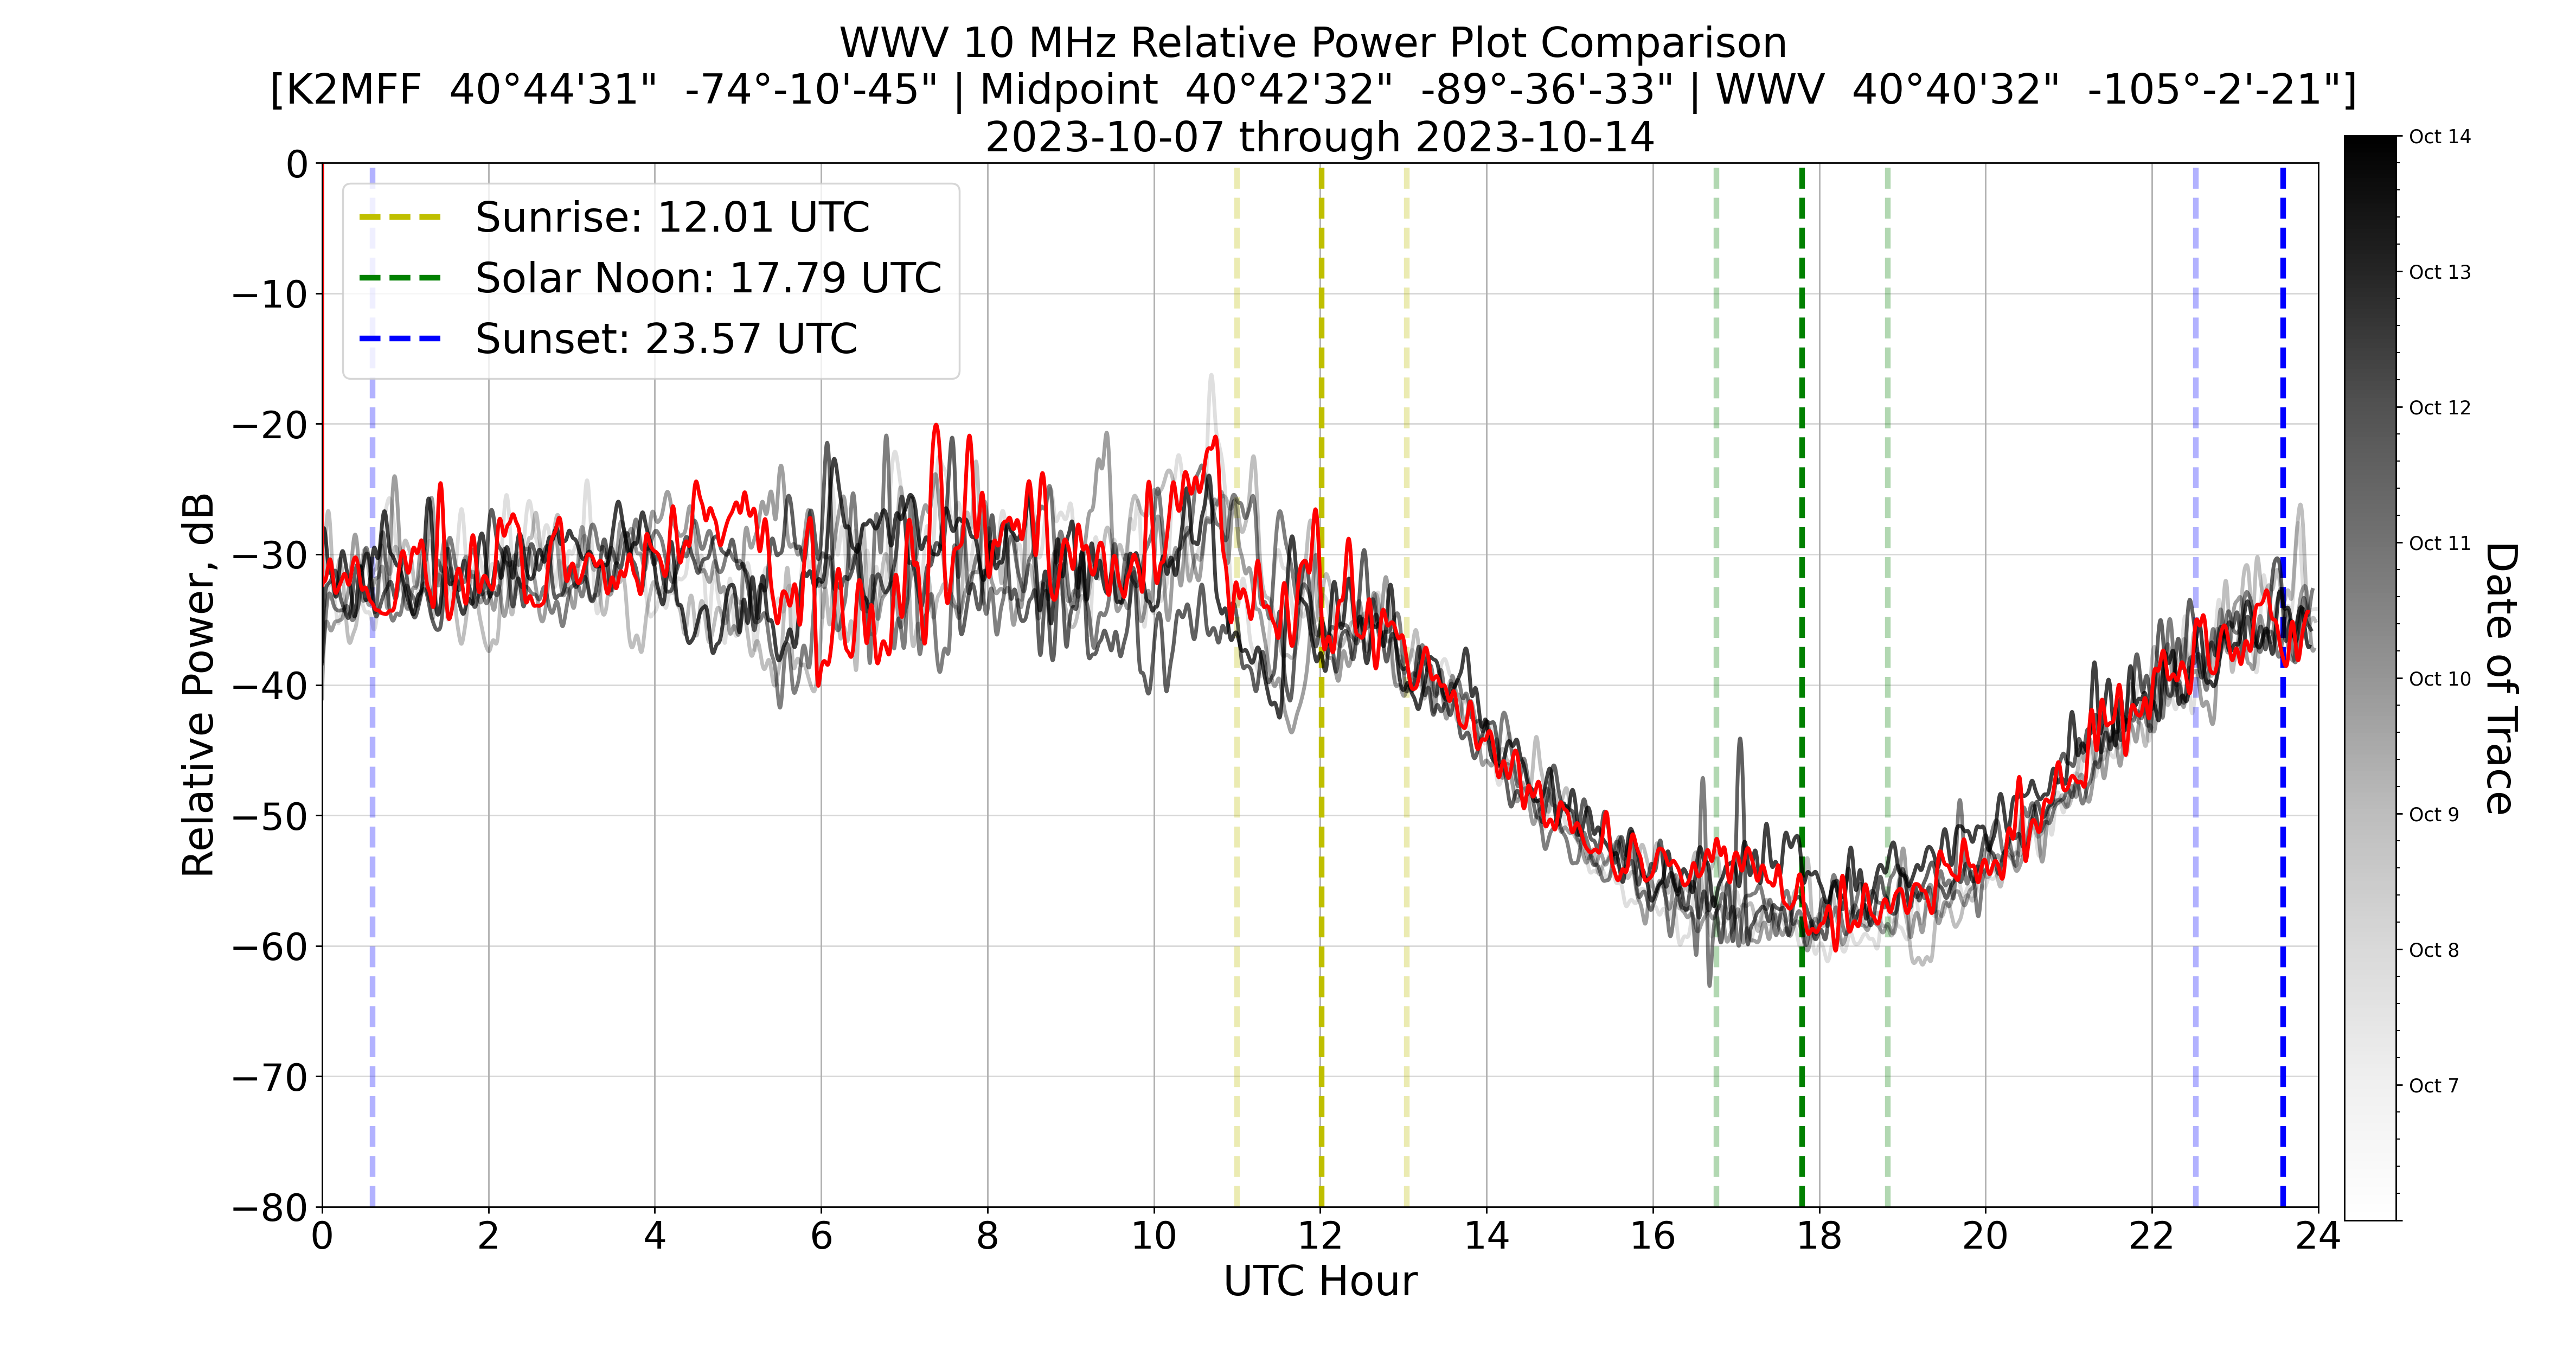 WWV 10 MHz Relative Power Plot Comparison
[K2MFF  40°44'31"  -74°-10'-45" | Midpoint  40°42'32"  -89°-36'-33" | WWV  40°40'32"  -105°-2'-21"]
2023-10-07 through 2023-10-14
Sunrise: 12.01 UTC
Solar Noon: 17.79 UTC
Sunset: 23.57 UTC
Relative Power, dB
0
−10
−20
−30
−40
−50
−60
−70
−80
0 2 4 6 8 10 12 14 16 18 20 22 24
UTC Hour
Oct 14
Oct 13
Oct 12
Oct 11
Oct 10
Oct 9
Oct 8
Oct 7
Date of Trace